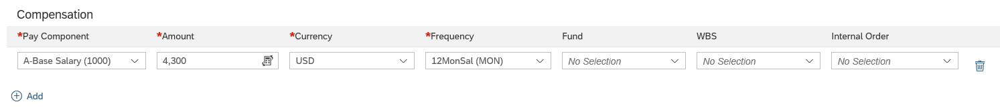 Compensation
*Pay Component *Amount *Currency *Frequency Fund WBS Internal Order
A-Base Salary (1000) 4,300 USD 12MonSal (MON) No Selection No Selection No Selection
Add